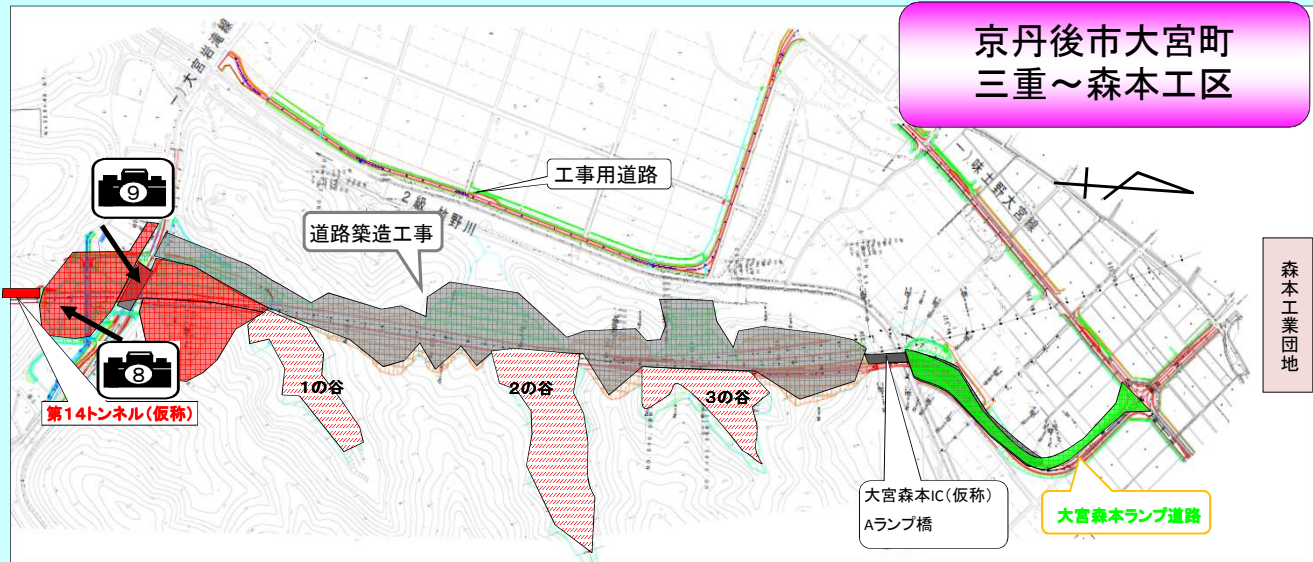 京丹後市大宮町
三重～森本工区
一)大宮岩滝線
工事用道路
2級 竹野川
一)味土野大宮線
道路築造工事
9
8
第14トンネル(仮称)
1の谷
2の谷
3の谷
森本工業団地
大宮森本IC(仮称)
Aランプ橋
大宮森本ランプ道路